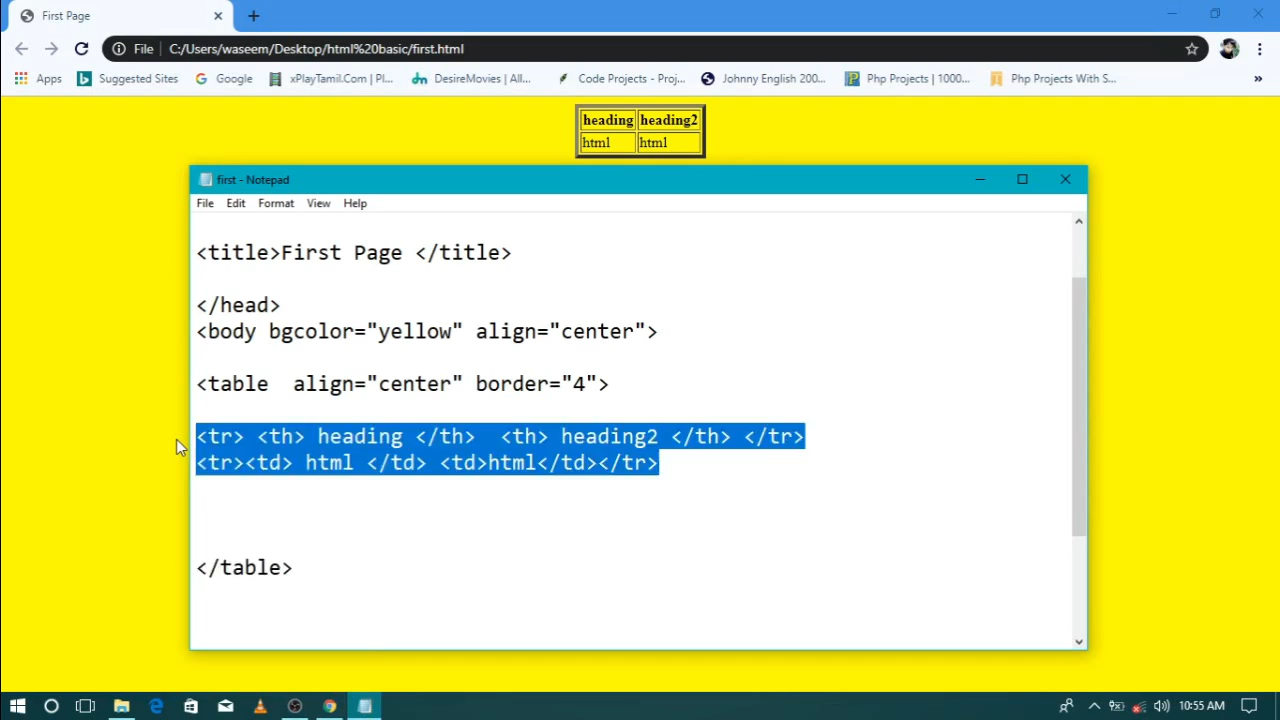 First Page
File C:/Users/waseem/Desktop/html%20basic/first.html
Apps Suggested Sites Google xPlayTamil.Com | Pl... DesireMovies | All... Code Projects - Proj... Johnny English 200... Php Projects | 1000... Php Projects With S... »
heading heading2
html html
first - Notepad
File Edit Format View Help
<title>First Page </title>
</head>
<body bgcolor="yellow" align="center">
<table  align="center" border="4">
<tr> <th> heading </th>  <th> heading2 </th> </tr>
<tr><td> html </td> <td>html</td></tr>
</table>
10:55 AM